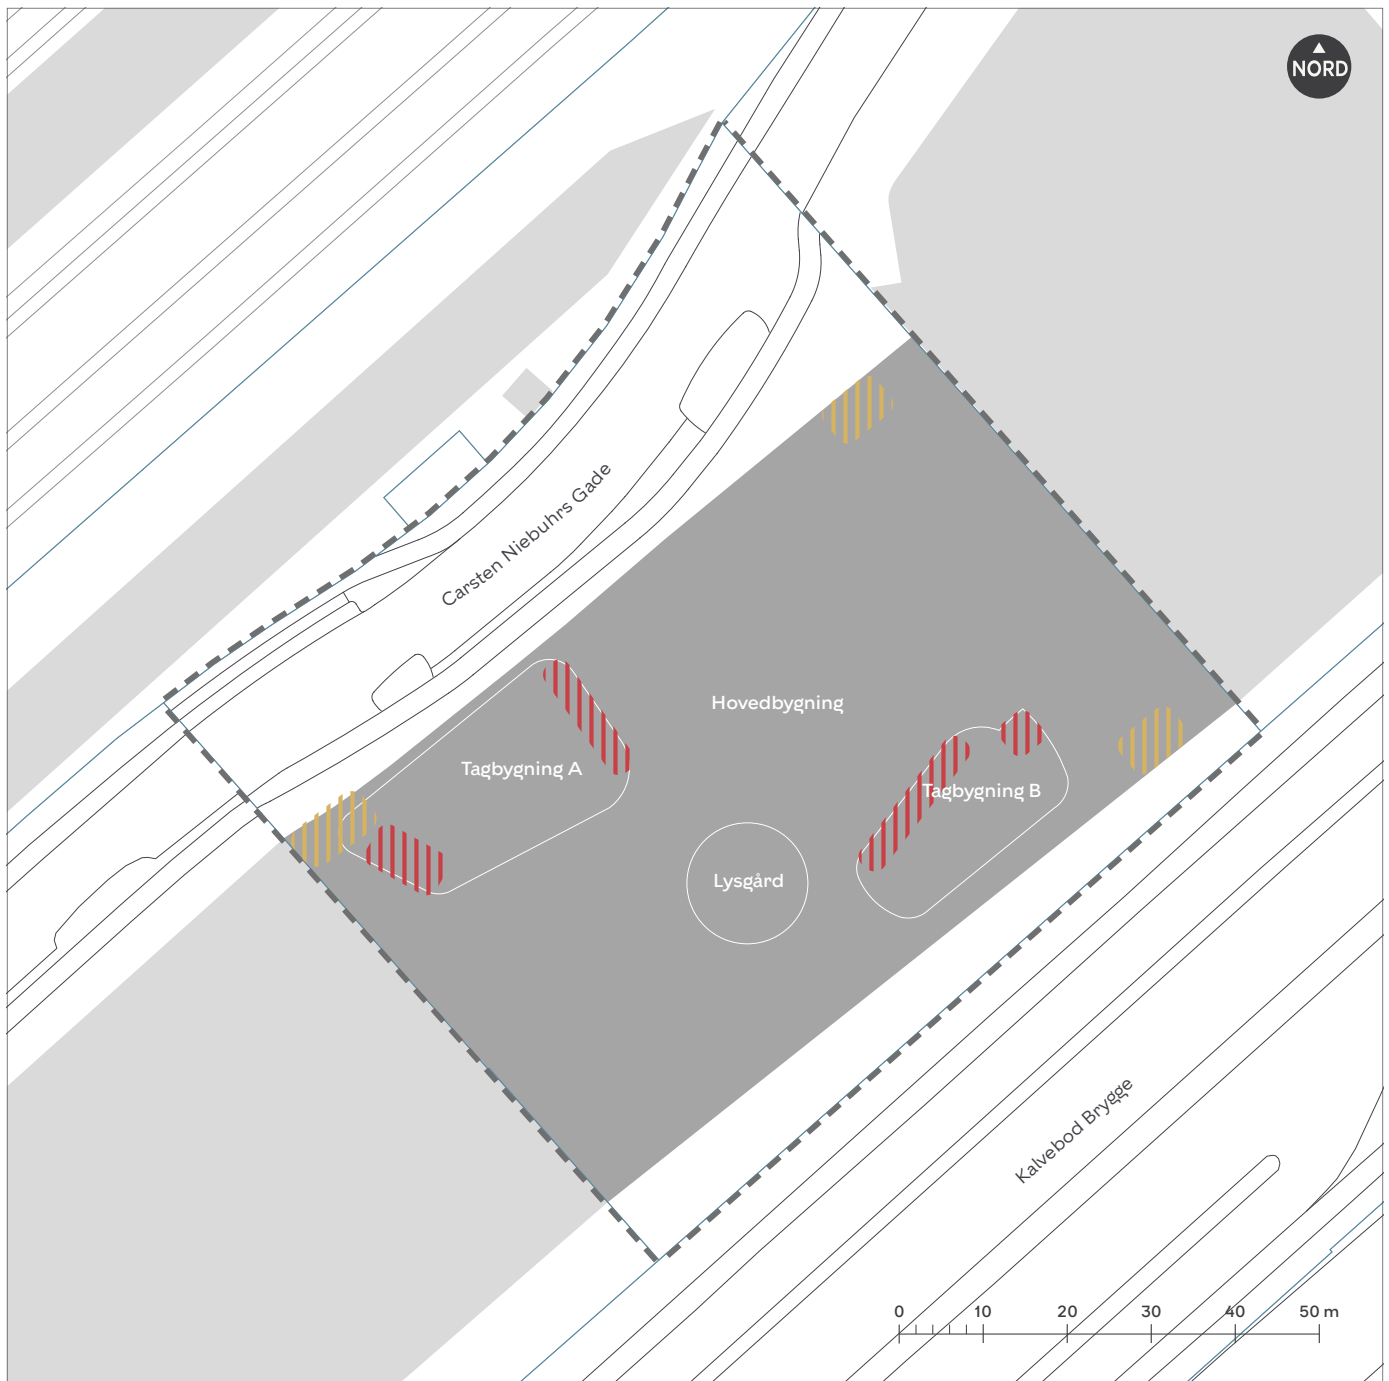 NORD
Carsten Niebuhrs Gade
Hovedbygning
Tagbygning A
Tagbygning B
Lysgård
Kalvebod Brygge
0 10 20 30 40 50 m